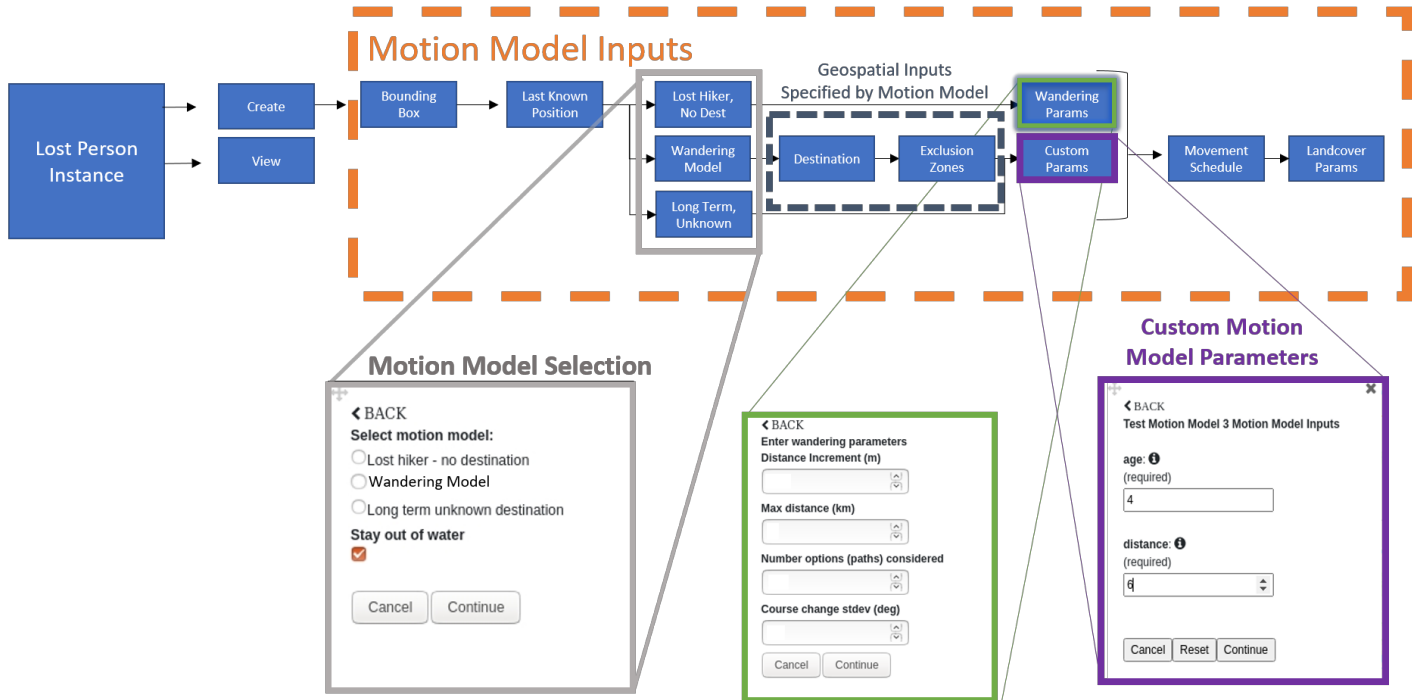 Motion Model Inputs
Geospatial Inputs
Specified by Motion Model
Lost Person
Instance
Create
View
Bounding
Box
Last Known
Position
Lost Hiker,
No Dest
Wandering
Model
Long Term,
Unknown
Destination
Exclusion
Zones
Wandering
Params
Custom
Params
Movement
Schedule
Landcover
Params
Motion Model Selection
BACK
Select motion model:
Lost hiker - no destination
Wandering Model
Long term unknown destination
Stay out of water
Cancel Continue
BACK
Enter wandering parameters
Distance Increment (m)
Max distance (km)
Number options (paths) considered
Course change stdev (deg)
Cancel Continue
Custom Motion
Model Parameters
BACK
Test Motion Model 3 Motion Model Inputs
age:
(required)
4
distance:
(required)
6
Cancel Reset Continue